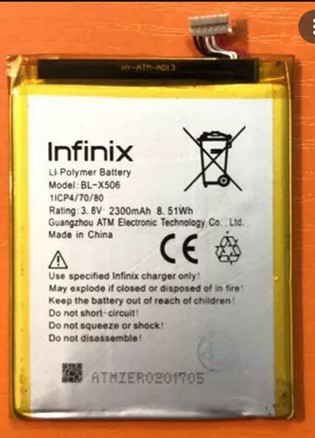 HY-ATM-A013
Infinix
Li-Polymer Battery
Model: BL-X506
1ICP4/70/80
Rating: 3.8V 2300mAh 8.51Wh
Guangzhou ATM Electronic Technology Co., Ltd.
Made in China
CE
Use specified Infinix charger only!
May explode if closed or disposed of in fire!
Keep the battery out of reach of children!
Do not short-circuit!
Do not squeeze or shock!
Do not disassemble!
ATMZER0201705